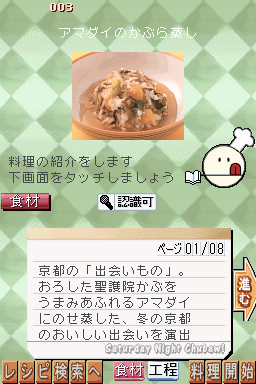 003
アマダイのかぶら蒸し
料理の紹介をします
下画面をタッチしましょう
食材
認識可
ページ01/08
京都の「出会いもの」。
おろした聖護院かぶを
うまみあふれるアマダイ
にのせ蒸した、冬の京都
のおいしい出会いを演出
進む
Saturday Night Chubaw!
レシピ検索へ 食材 工程 料理開始